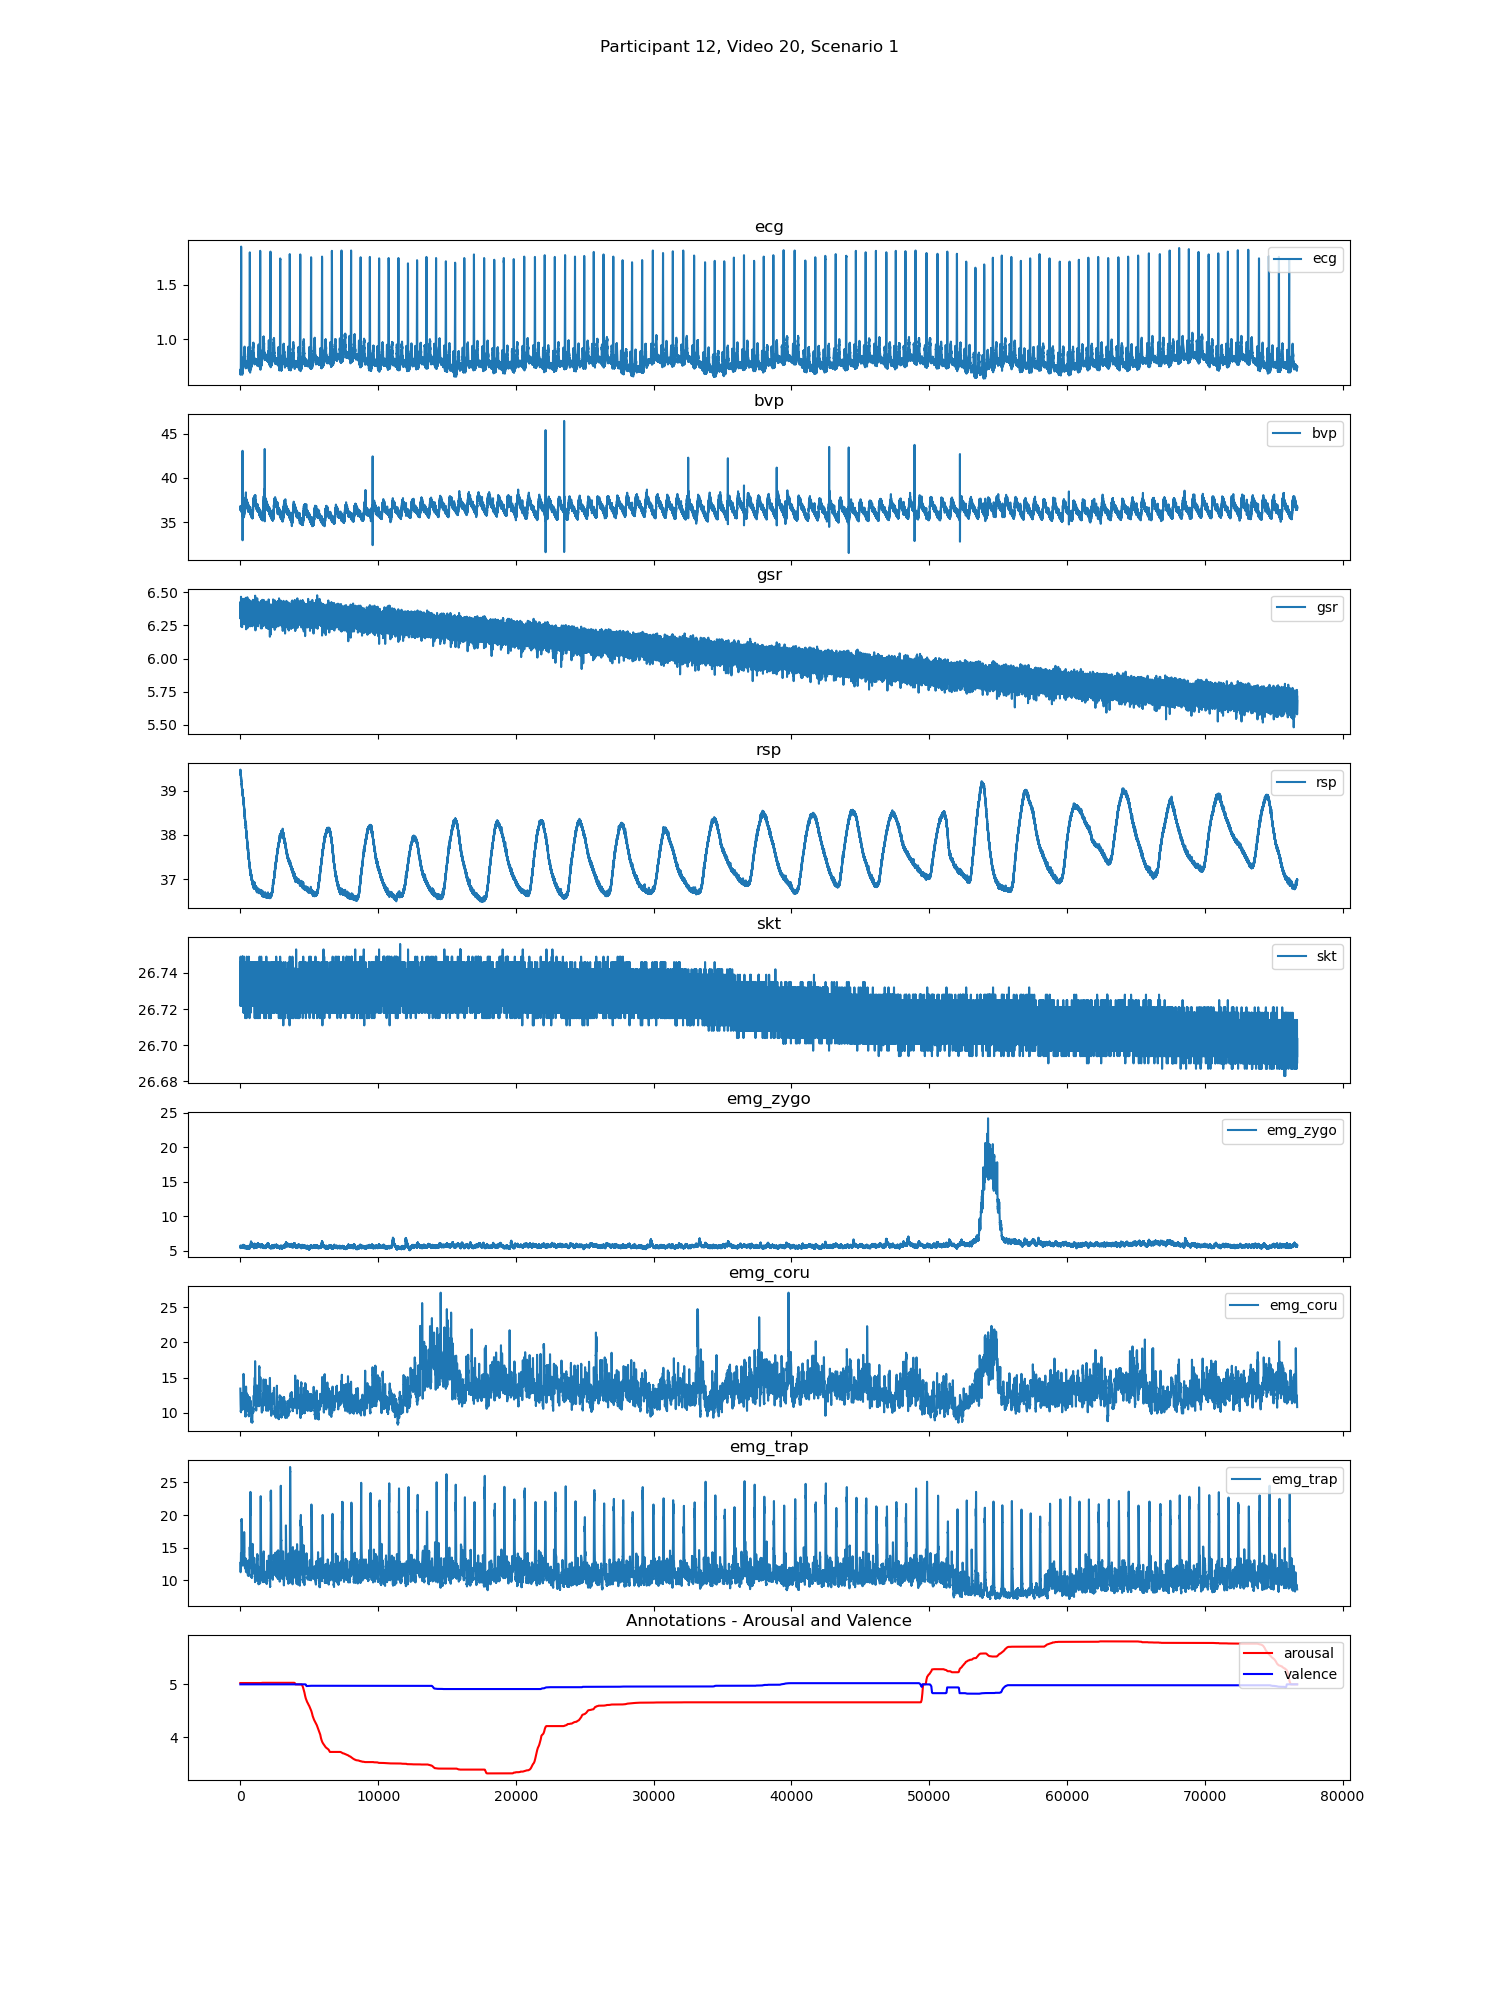 Participant 12, Video 20, Scenario 1
ecg
ecg
1.5
1.0
bvp
bvp
45
40
35
gsr
gsr
6.50
6.25
6.00
5.75
5.50
rsp
rsp
39
38
37
skt
skt
26.74
26.72
26.70
26.68
emg_zygo
emg_zygo
25
20
15
10
5
emg_coru
emg_coru
25
20
15
10
emg_trap
emg_trap
25
20
15
10
Annotations - Arousal and Valence
arousal
valence
5
4
0 10000 20000 30000 40000 50000 60000 70000 80000